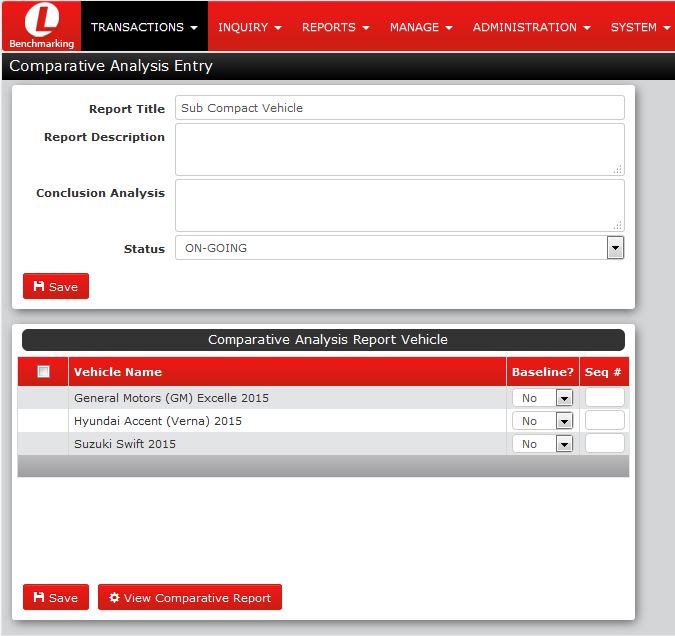 L
Benchmarking
TRANSACTIONS INQUIRY REPORTS MANAGE ADMINISTRATION SYSTEM
Comparative Analysis Entry
Report Title Sub Compact Vehicle
Report Description
Conclusion Analysis
Status ON-GOING
Save
Comparative Analysis Report Vehicle
Vehicle Name Baseline? Seq #
General Motors (GM) Excelle 2015 No
Hyundai Accent (Verna) 2015 No
Suzuki Swift 2015 No
Save View Comparative Report